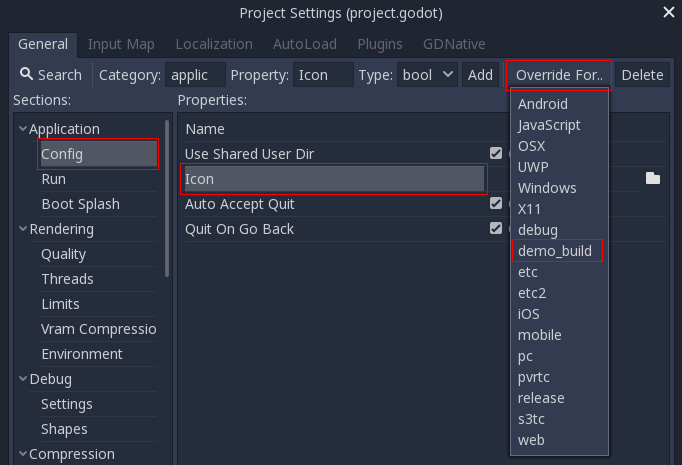 Project Settings (project.godot)
General Input Map Localization AutoLoad Plugins GDNative
Search Category: applic Property: Icon Type: bool Add Override For.. Delete
Sections: Properties:
Application
Config
Run
Boot Splash
Rendering
Quality
Threads
Limits
Vram Compressio
Environment
Debug
Settings
Shapes
Compression
Name
Use Shared User Dir
Icon
Auto Accept Quit
Quit On Go Back
Android
JavaScript
OSX
UWP
Windows
X11
debug
demo_build
etc
etc2
iOS
mobile
pc
pvrtc
release
s3tc
web